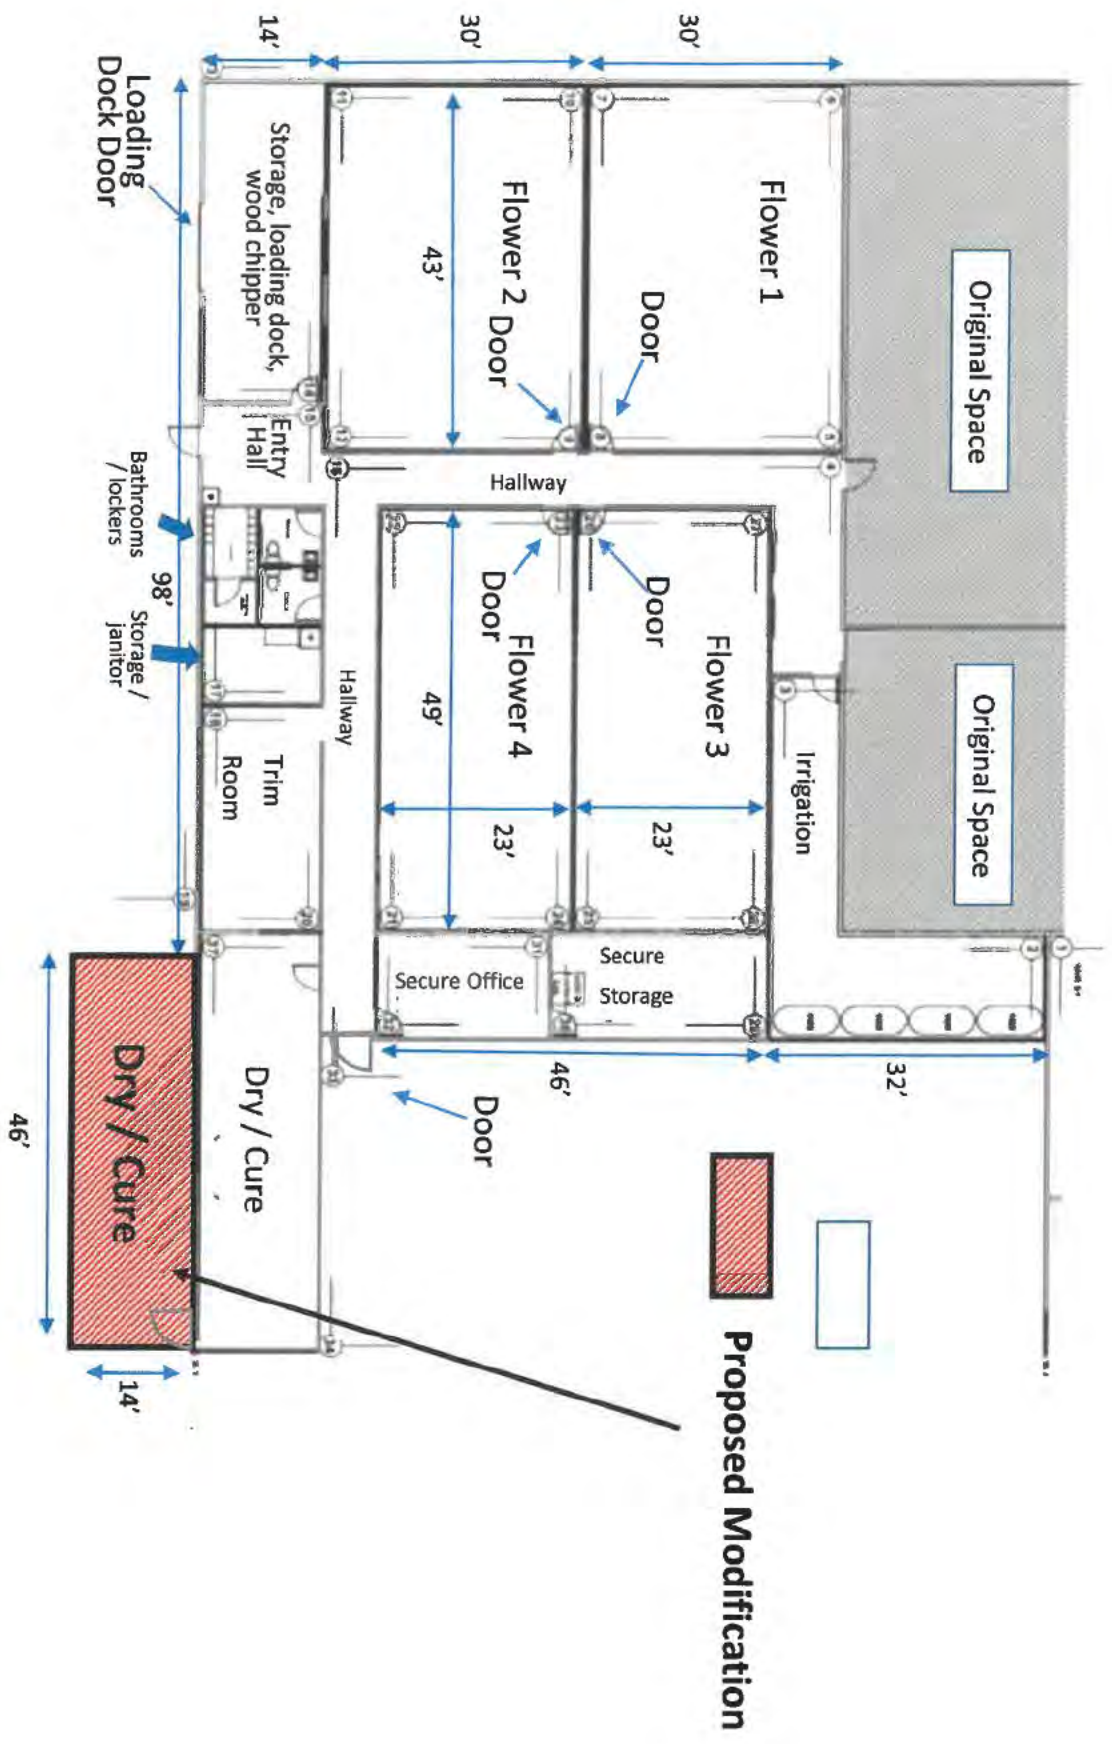 Loading
Dock Door
14'
30'
30'
Storage, loading dock,
wood chipper
Flower 2
43'
Door
Flower 1
Door
Original Space
Entry
Hall
Hallway
Bathrooms
/ lockers
98'
Storage /
janitor
Hallway
Door
Flower 4
49'
23'
Door
Flower 3
23'
Irrigation
Original Space
Trim
Room
Secure Office
Secure
Storage
46'
32'
Door
Dry / Cure
Dry / Cure
46'
14'
Proposed Modification